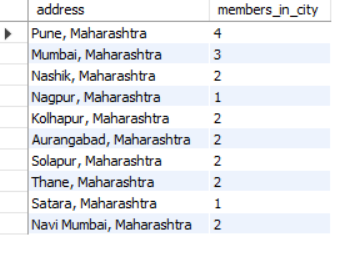 address members_in_city
Pune, Maharashtra 4
Mumbai, Maharashtra 3
Nashik, Maharashtra 2
Nagpur, Maharashtra 1
Kolhapur, Maharashtra 2
Aurangabad, Maharashtra 2
Solapur, Maharashtra 2
Thane, Maharashtra 2
Satara, Maharashtra 1
Navi Mumbai, Maharashtra 2